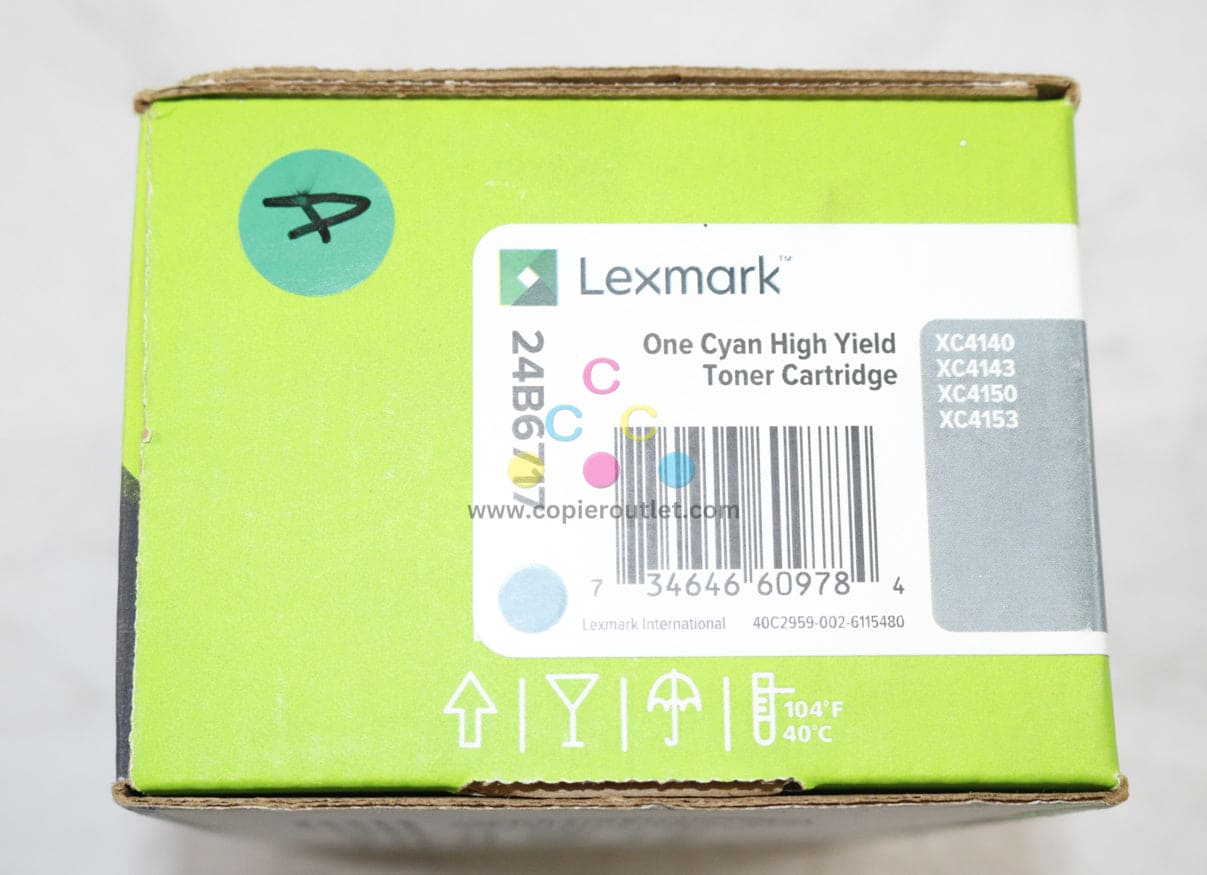 A
Lexmark™
24B6717
One Cyan High Yield
Toner Cartridge
XC4140
XC4143
XC4150
XC4153
C
C C
www.copieroutlet.com
7 34646 60978 4
Lexmark International 40C2959-002-6115480
104°F
40°C